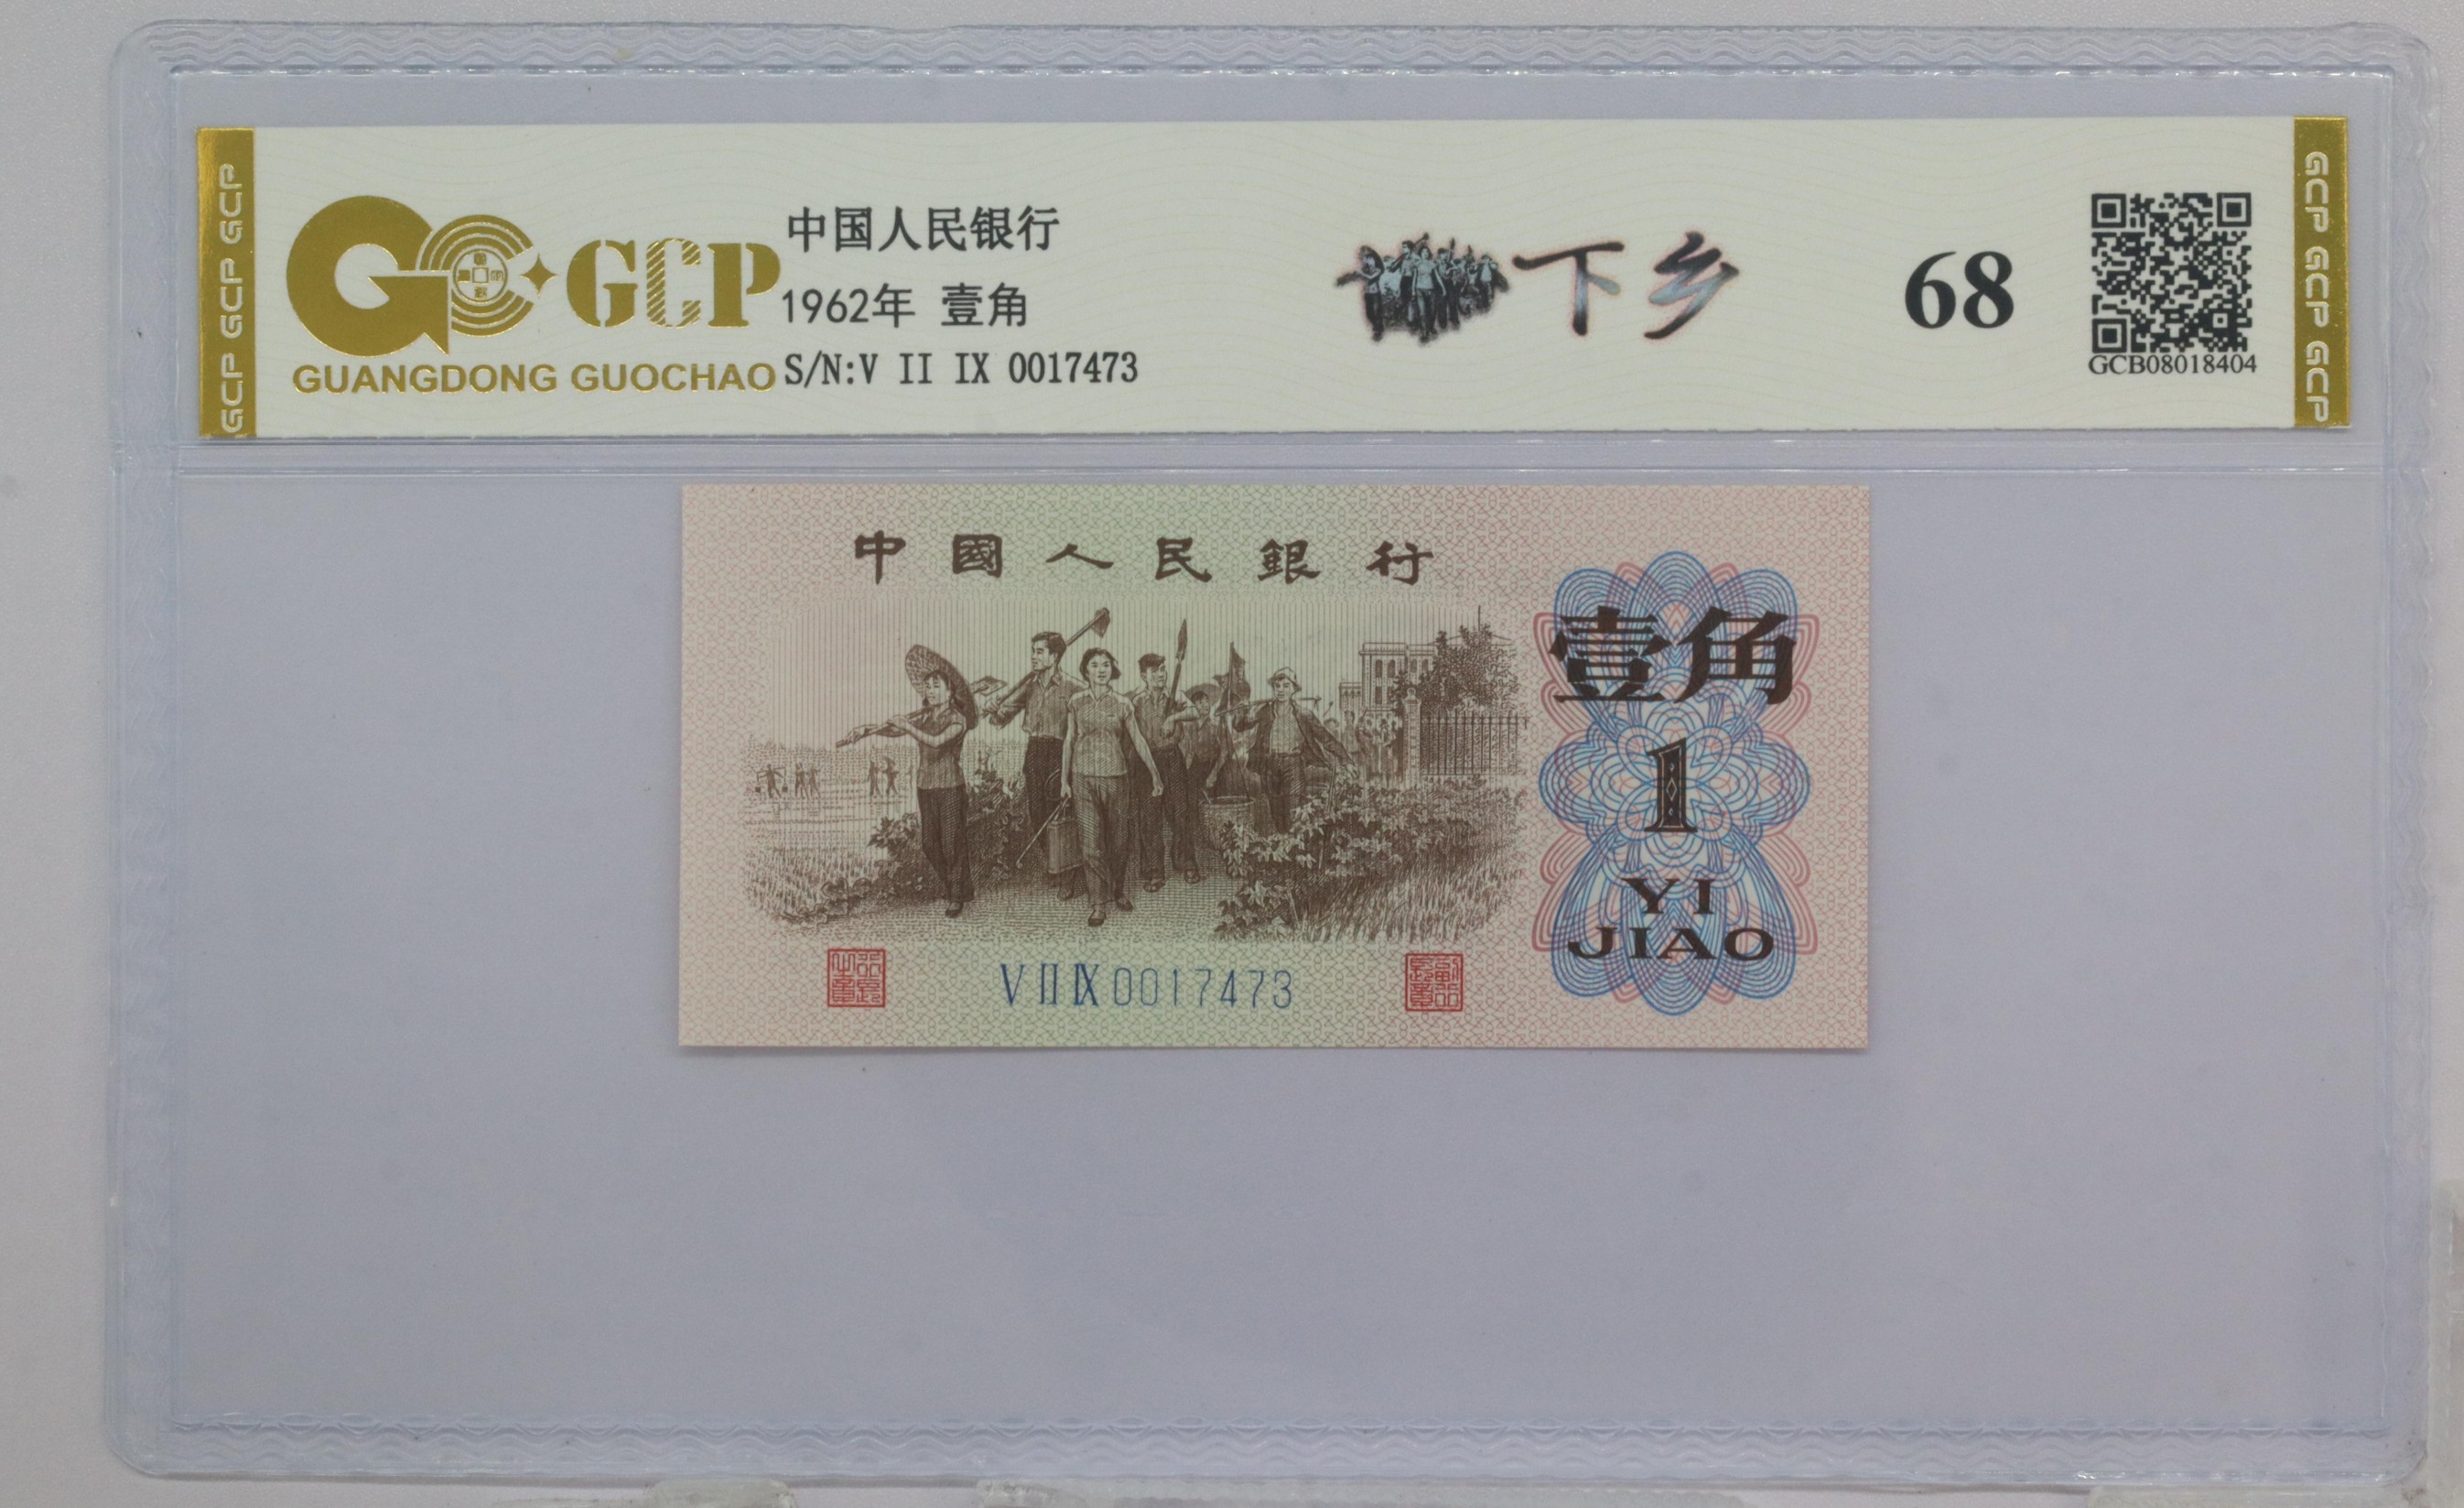 GCP GCP GCP
GCP
GUANGDONG GUOCHAO
中国人民银行
1962年 壹角
S/N:V II IX 0017473
下乡
68
GCB08018404
GCP GCP GCP
中國人民銀行
壹角
1
YI
JIAO
V II IX 0017473